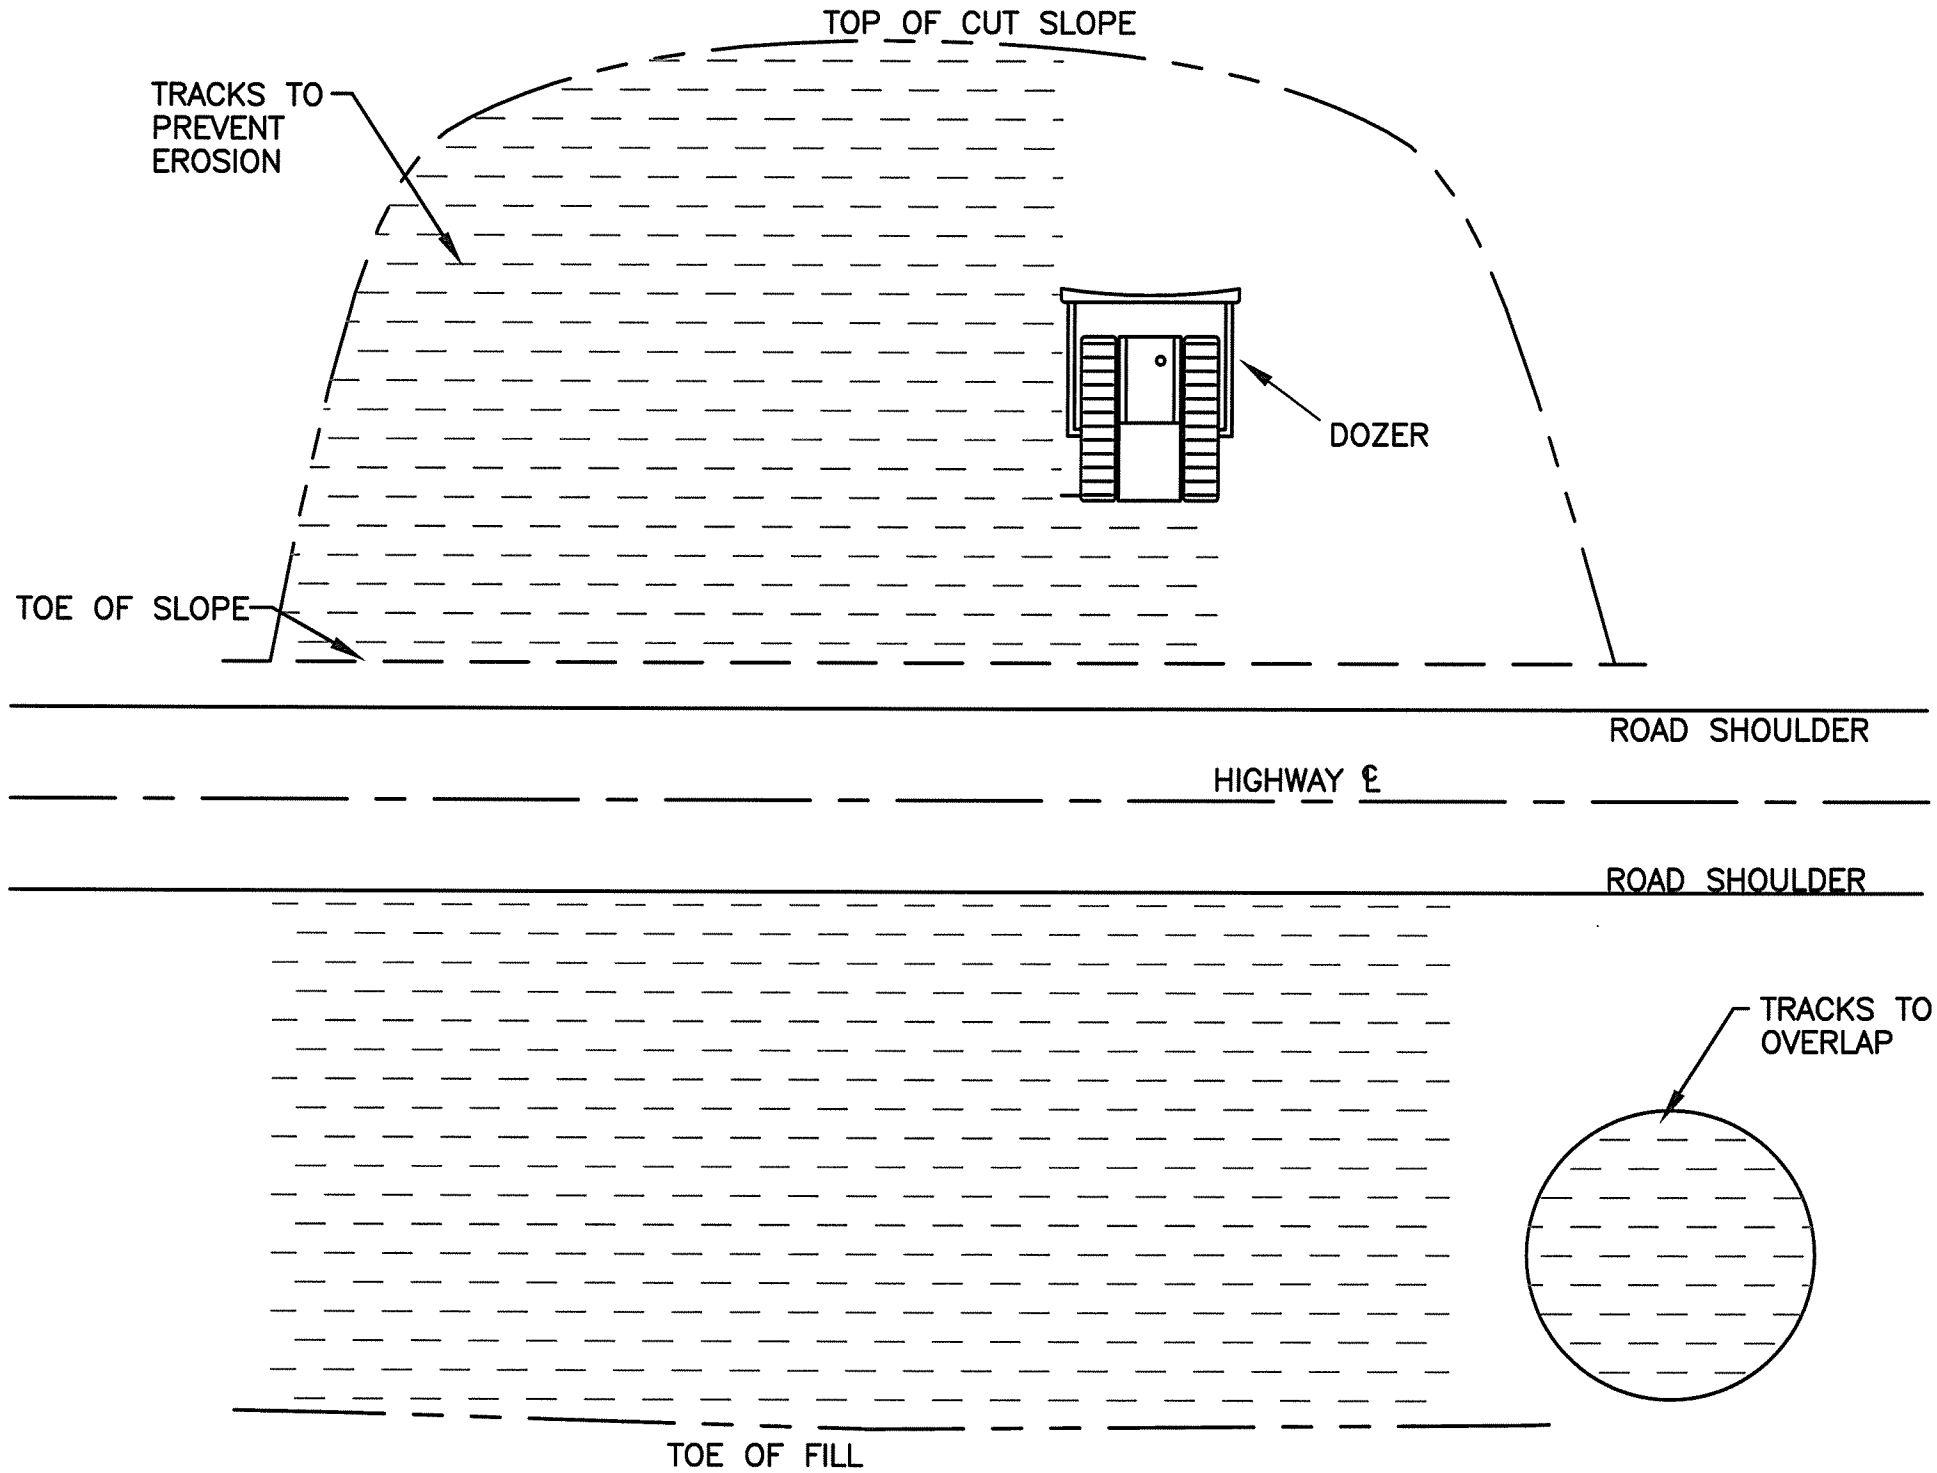 TOP OF CUT SLOPE
TRACKS TO
PREVENT
EROSION
DOZER
TOE OF SLOPE
ROAD SHOULDER
HIGHWAY ℄
ROAD SHOULDER
TRACKS TO
OVERLAP
TOE OF FILL